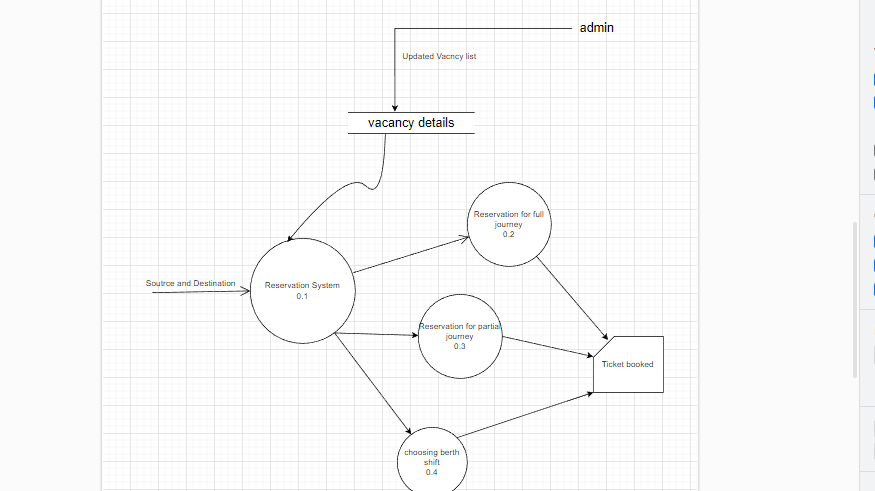 admin
Updated Vacncy list
vacancy details
Reservation for full
journey
0.2
Soutrce and Destination
Reservation System
0.1
Reservation for partial
journey
0.3
Ticket booked
choosing berth
shift
0.4